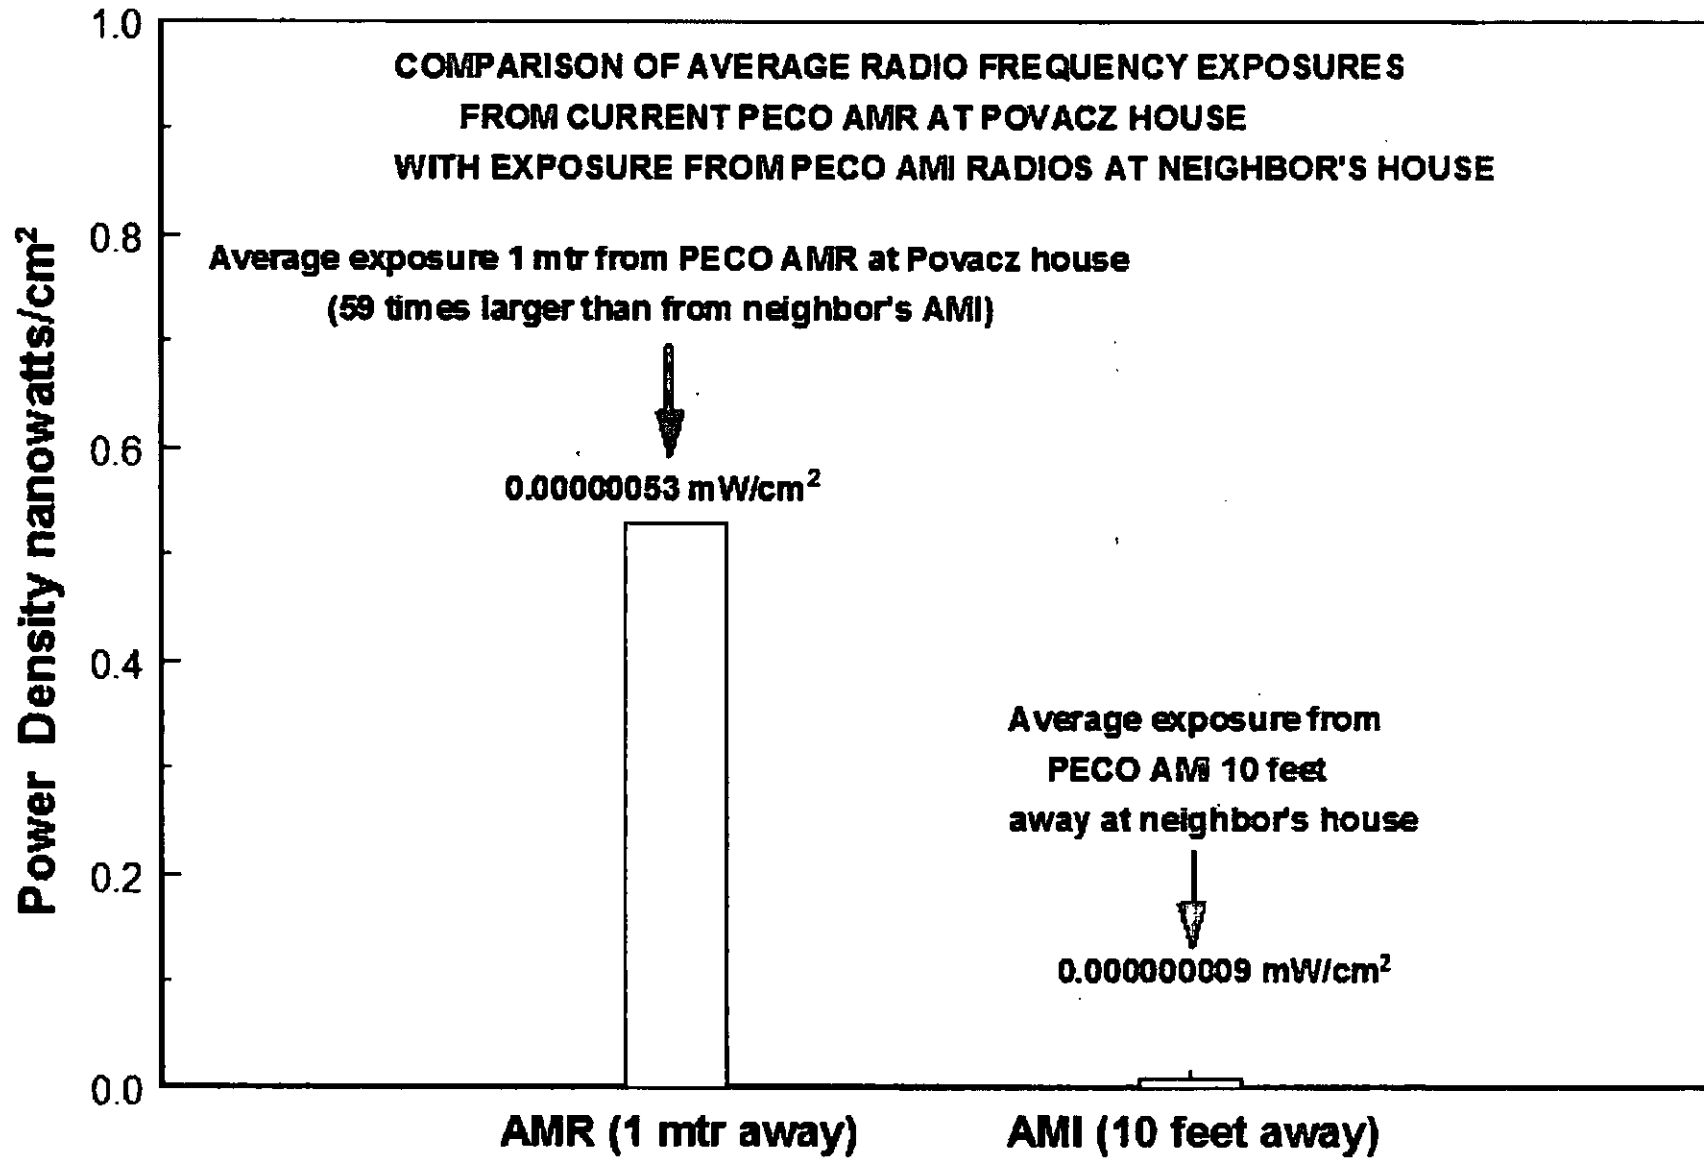 COMPARISON OF AVERAGE RADIO FREQUENCY EXPOSURES
FROM CURRENT PECO AMR AT POVACZ HOUSE
WITH EXPOSURE FROM PECO AMI RADIOS AT NEIGHBOR'S HOUSE
Average exposure 1 mtr from PECO AMR at Povacz house
(59 times larger than from neighbor's AMI)
0.00000053 mW/cm²
Average exposure from
PECO AMI 10 feet
away at neighbor's house
0.000000009 mW/cm²
Power Density nanowatts/cm²
1.0
0.8
0.6
0.4
0.2
0.0
AMR (1 mtr away)
AMI (10 feet away)